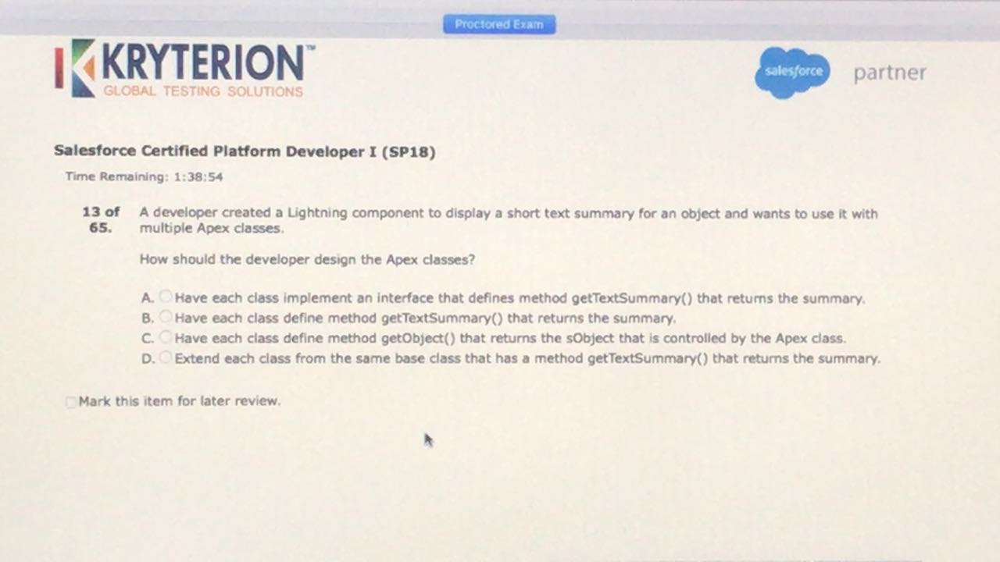 Proctored Exam
KRYTERION™
GLOBAL TESTING SOLUTIONS
salesforce partner
Salesforce Certified Platform Developer I (SP18)
Time Remaining: 1:38:54
13 of A developer created a Lightning component to display a short text summary for an object and wants to use it with
65. multiple Apex classes.
How should the developer design the Apex classes?
A. Have each class implement an interface that defines method getTextSummary() that returns the summary.
B. Have each class define method getTextSummary() that returns the summary.
C. Have each class define method getObject() that returns the sObject that is controlled by the Apex class.
D. Extend each class from the same base class that has a method getTextSummary() that returns the summary.
Mark this item for later review.